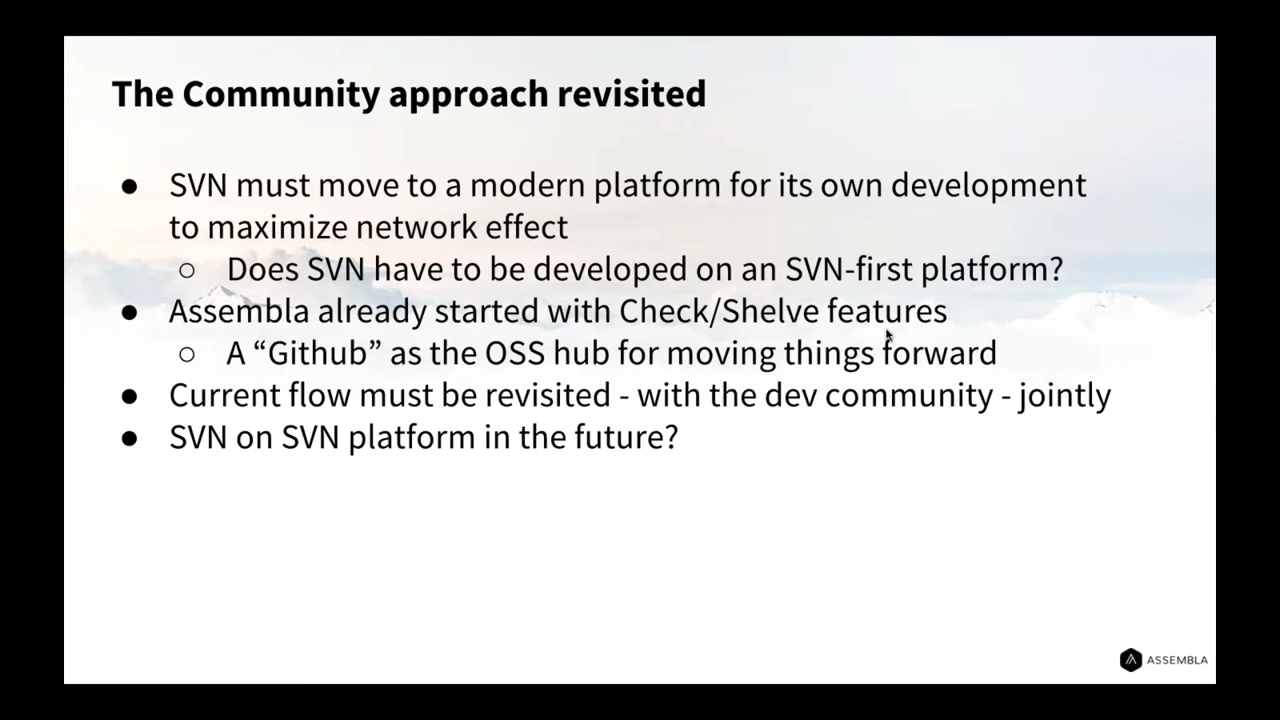 The Community approach revisited
● SVN must move to a modern platform for its own development
to maximize network effect
○ Does SVN have to be developed on an SVN-first platform?
● Assembla already started with Check/Shelve features
○ A “Github” as the OSS hub for moving things forward
● Current flow must be revisited - with the dev community - jointly
● SVN on SVN platform in the future?
ASSEMBLA